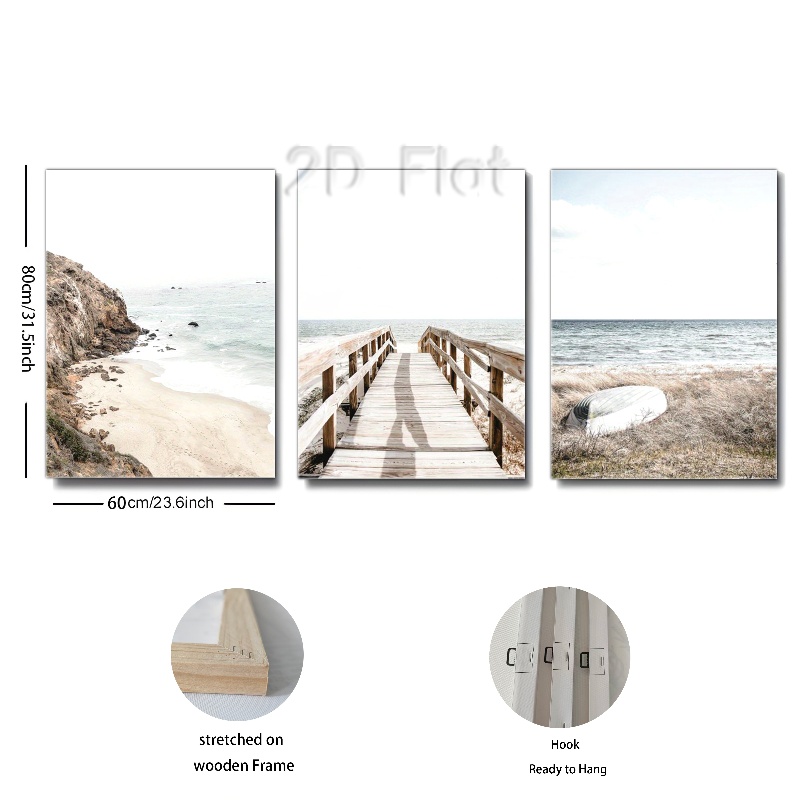 2D Flat
80cm/31.5inch
60cm/23.6inch
stretched on
wooden Frame
Hook
Ready to Hang